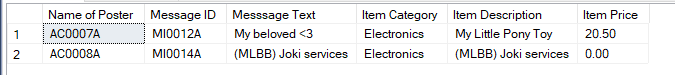 Name of Poster Message ID Messsage Text Item Category Item Description Item Price
1 AC0007A MI0012A My beloved <3 Electronics My Little Pony Toy 20.50
2 AC0008A MI0014A (MLBB) Joki services Electronics (MLBB) Joki services 0.00